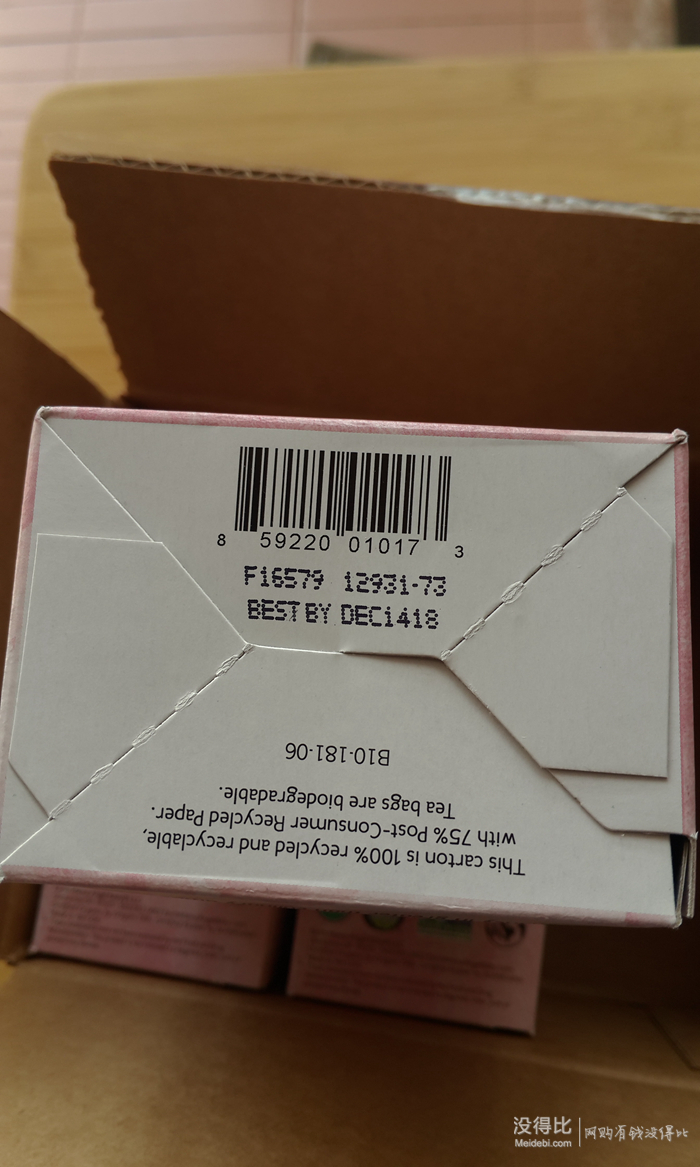 8 59220 01017 3
F16579 12931-73
BEST BY DEC1418
B10-181-06
This carton is 100% recycled and recyclable,
with 75% Post-Consumer Recycled Paper.
Tea bags are biodegradable.
没得比
Meidebi.com
网购有钱没得比